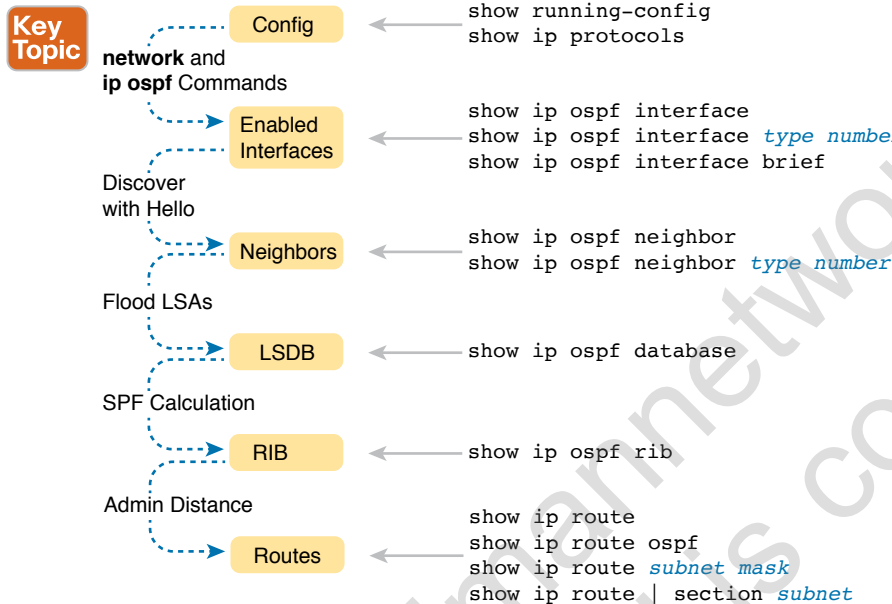 Key
Topic
Config
show running-config
show ip protocols
network and
ip ospf Commands
Enabled
Interfaces
show ip ospf interface
show ip ospf interface type number
show ip ospf interface brief
Discover
with Hello
Neighbors
show ip ospf neighbor
show ip ospf neighbor type number
Flood LSAs
LSDB
show ip ospf database
SPF Calculation
RIB
show ip ospf rib
Admin Distance
Routes
show ip route
show ip route ospf
show ip route subnet mask
show ip route | section subnet